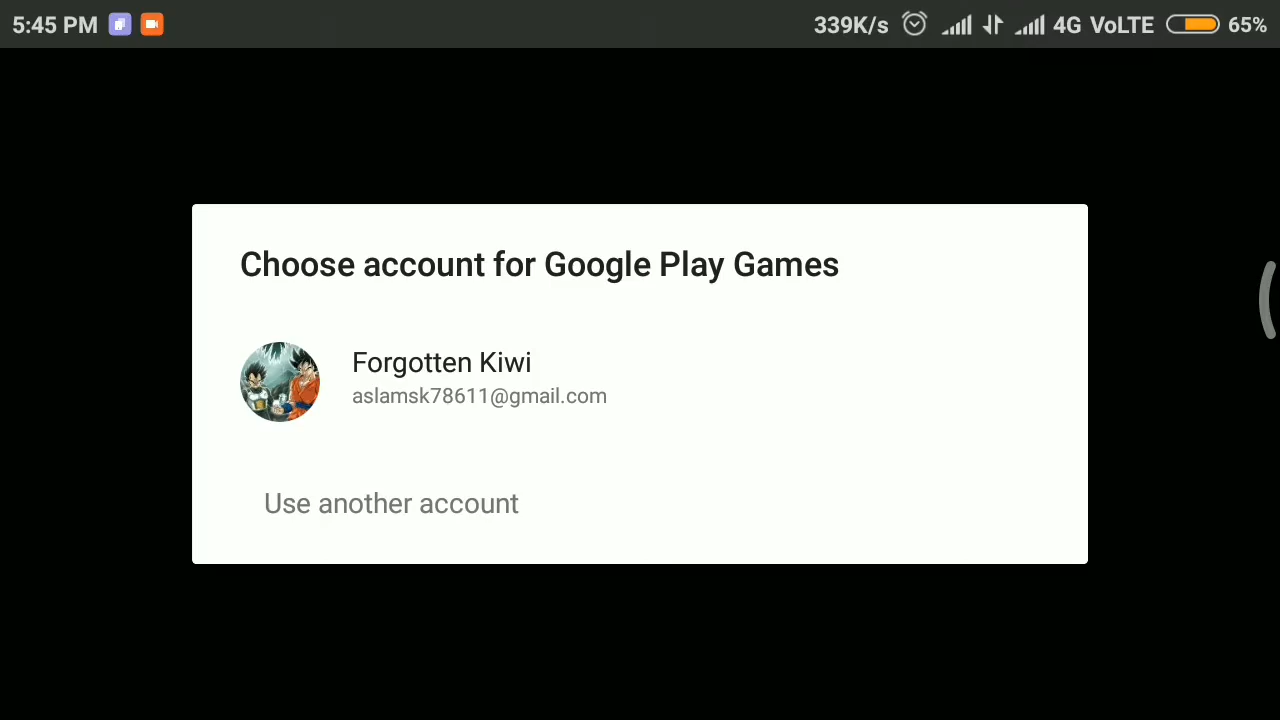 5:45 PM 339K/s 4G VoLTE 65%
Choose account for Google Play Games
Forgotten Kiwi
aslamsk78611@gmail.com
Use another account